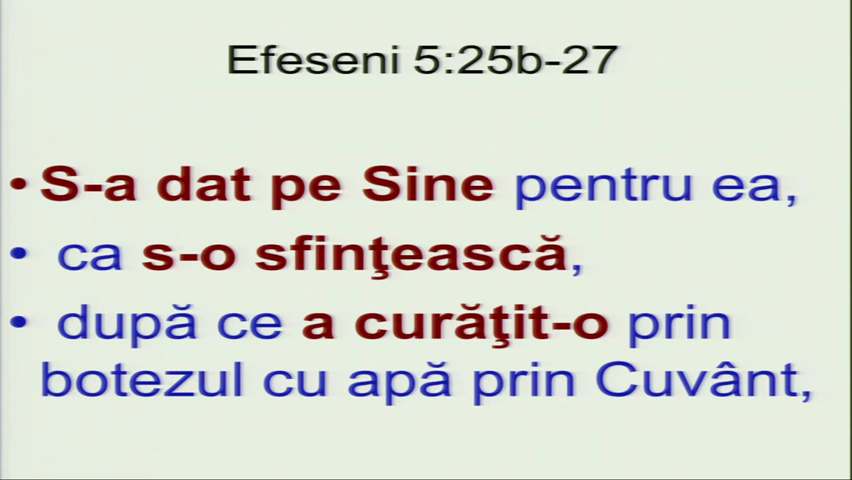 Efeseni 5:25b-27
•S-a dat pe Sine pentru ea,
• ca s-o sfinţească,
• după ce a curăţit-o prin
botezul cu apă prin Cuvânt,